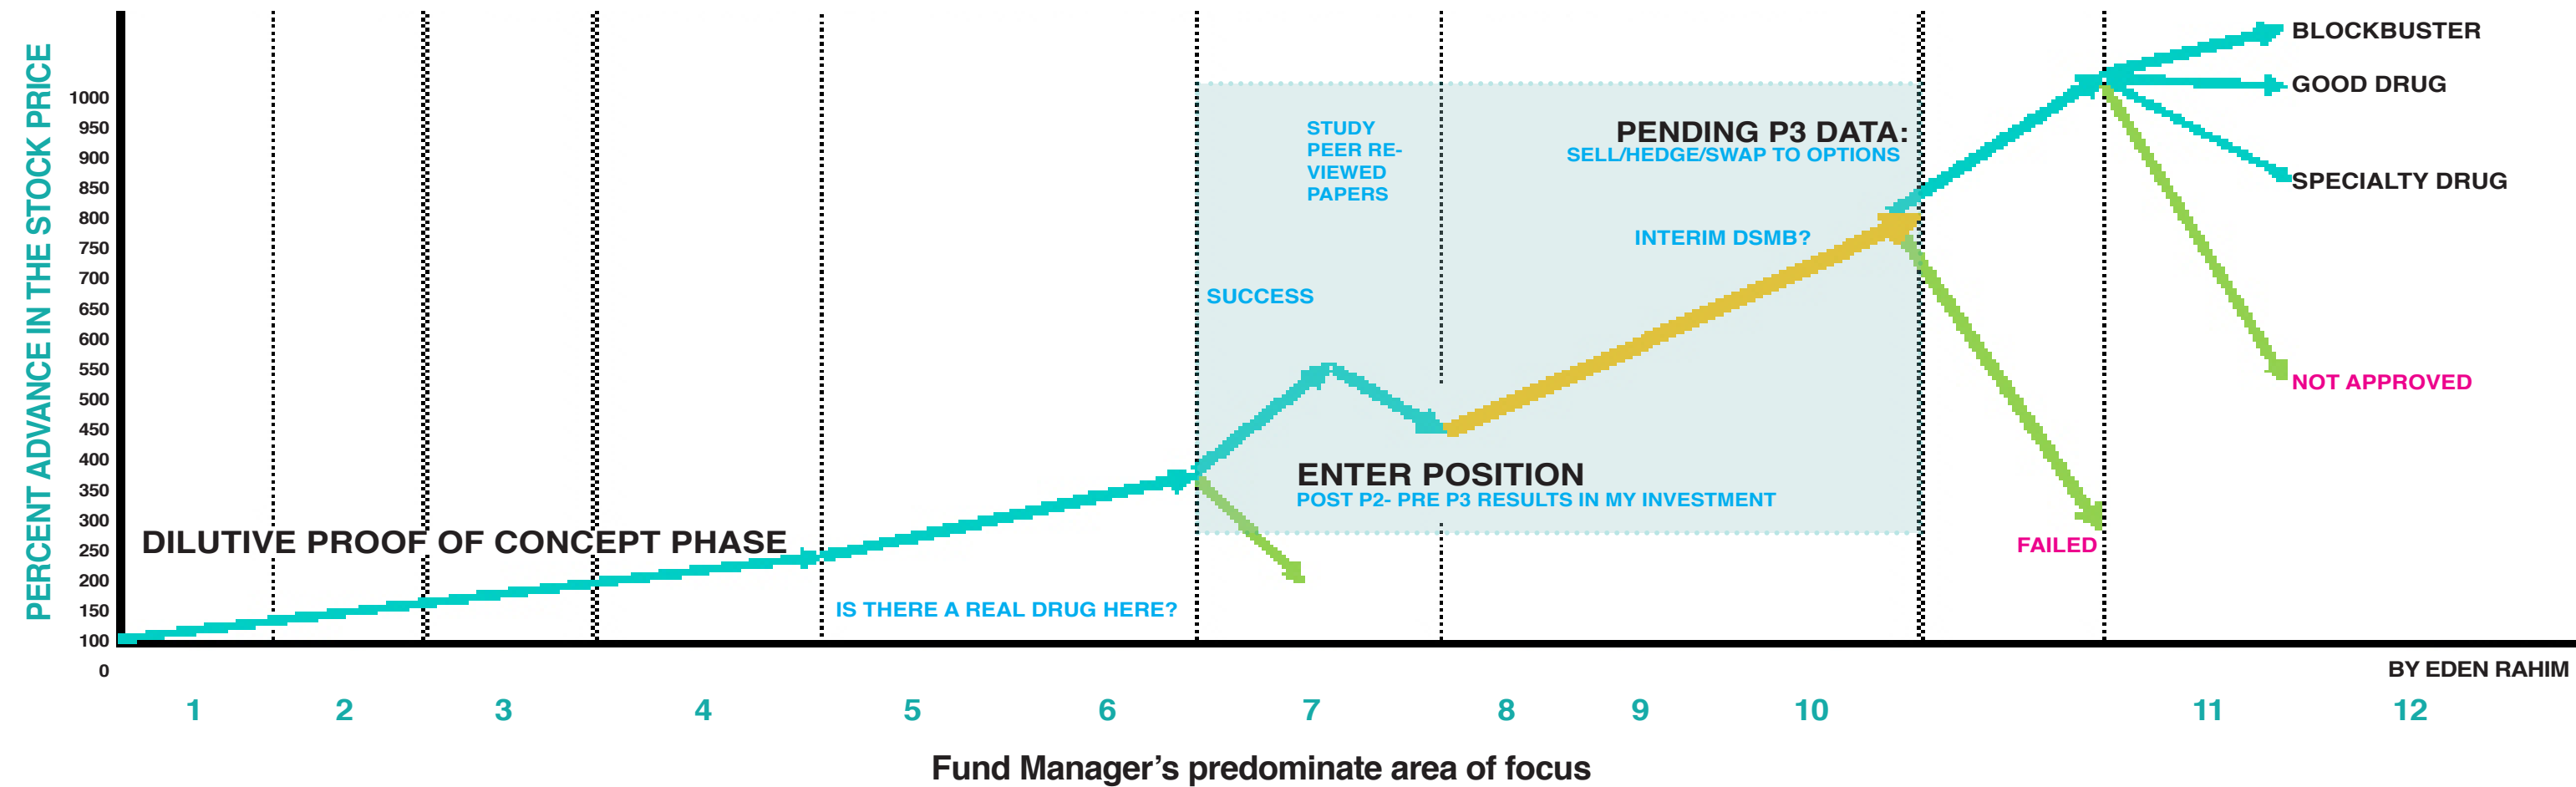 PERCENT ADVANCE IN THE STOCK PRICE
1000
950
900
850
800
750
700
650
600
550
500
450
400
350
300
250
200
150
100
0
DILUTIVE PROOF OF CONCEPT PHASE
IS THERE A REAL DRUG HERE?
SUCCESS
STUDY
PEER RE-
VIEWED
PAPERS
PENDING P3 DATA:
SELL/HEDGE/SWAP TO OPTIONS
INTERIM DSMB?
ENTER POSITION
POST P2- PRE P3 RESULTS IN MY INVESTMENT
BLOCKBUSTER
GOOD DRUG
SPECIALTY DRUG
NOT APPROVED
FAILED
BY EDEN RAHIM
1 2 3 4 5 6 7 8 9 10 11 12
Fund Manager’s predominate area of focus